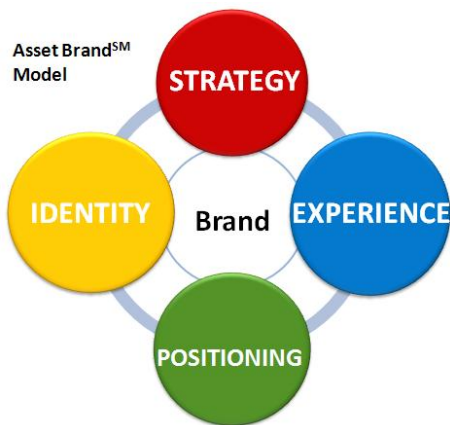 Asset Brand℠
Model
STRATEGY
IDENTITY
Brand
EXPERIENCE
POSITIONING